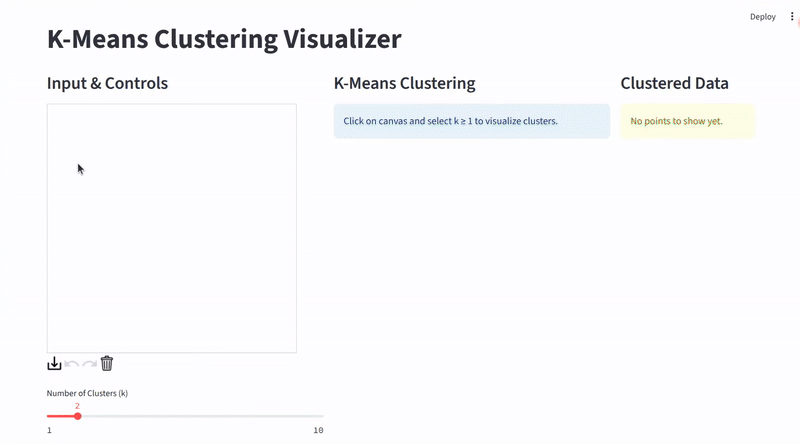 Deploy
K-Means Clustering Visualizer
Input & Controls
K-Means Clustering
Clustered Data
Click on canvas and select k ≥ 1 to visualize clusters.
No points to show yet.
Number of Clusters (k)
2
1
10